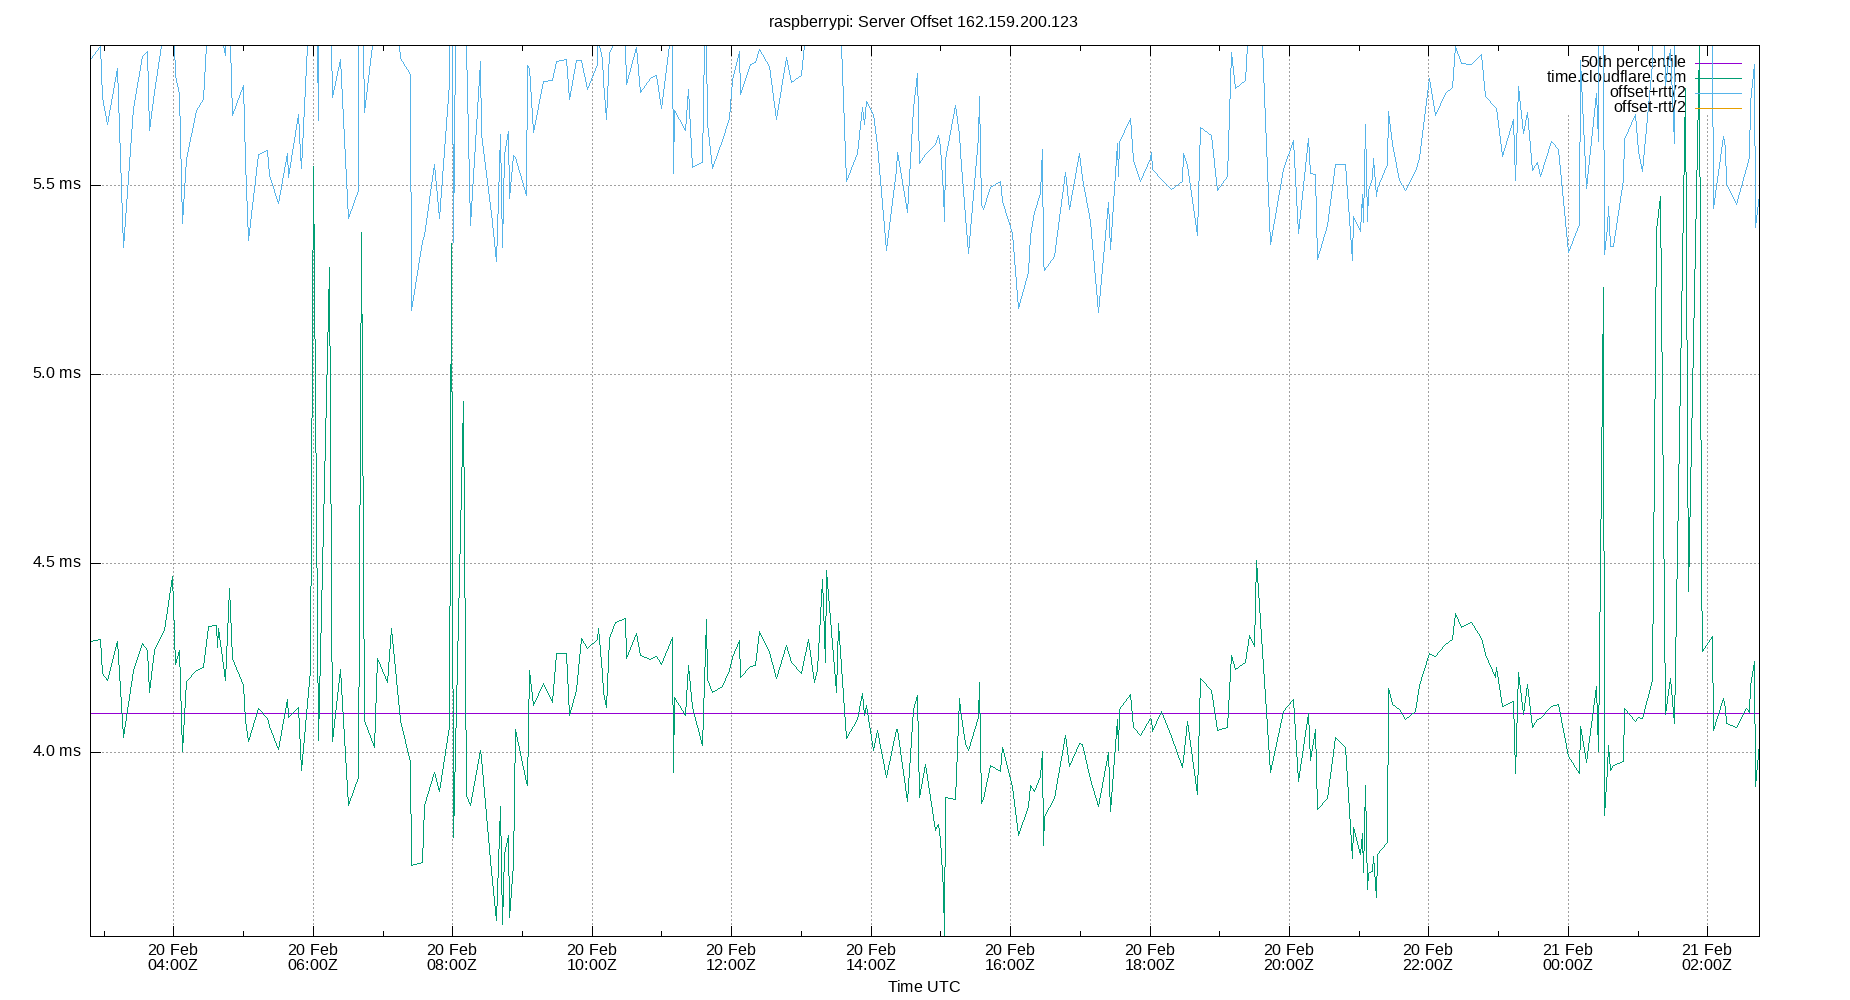 raspberrypi: Server Offset 162.159.200.123
50th percentile
time.cloudflare.com
offset+rtt/2
offset-rtt/2
5.5 ms
5.0 ms
4.5 ms
4.0 ms
20 Feb 20 Feb 20 Feb 20 Feb 20 Feb 20 Feb 20 Feb 20 Feb 20 Feb 20 Feb 21 Feb 21 Feb
04:00Z 06:00Z 08:00Z 10:00Z 12:00Z 14:00Z 16:00Z 18:00Z 20:00Z 22:00Z 00:00Z 02:00Z
Time UTC